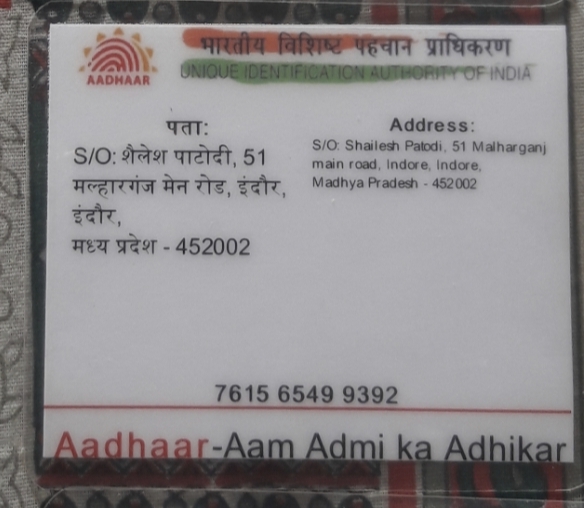 भारतीय विशिष्ट पहचान प्राधिकरण
UNIQUE IDENTIFICATION AUTHORITY OF INDIA
AADHAAR
पता:
S/O: शैलेश पाटोदी, 51
मल्हारगंज मेन रोड, इंदौर,
इंदौर,
मध्य प्रदेश - 452002
Address:
S/O: Shailesh Patodi, 51 Malharganj
main road, Indore, Indore,
Madhya Pradesh - 452002
7615 6549 9392
Aadhaar-Aam Admi ka Adhikar